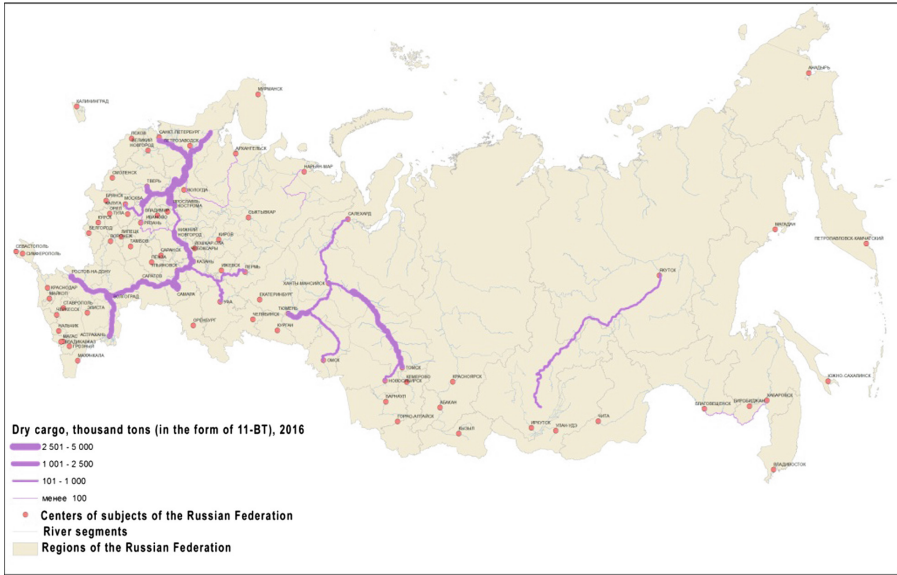 АНАДЫРЬ
МУРМАНСК
КАЛИНИНГРАД
ПСКОВ
САНКТ-ПЕТЕРБУРГ
ВЕЛИКИЙ
НОВГОРОД
ПЕТРОЗАВОДСК
АРХАНГЕЛЬСК
НАРЬЯН-МАР
СМОЛЕНСК
ТВЕРЬ
ВОЛОГДА
БРЯНСК
КАЛУГА
МОСКВА
ЯРОСЛАВЛЬ
КОСТРОМА
ОРЕЛ
ТУЛА
ВЛАДИМИР
ИВАНОВО
РЯЗАНЬ
СЫКТЫВКАР
САЛЕХАРД
МАГАДАН
ПЕТРОПАВЛОВСК-КАМЧАТСКИЙ
КУРСК
БЕЛГОРОД
ЛИПЕЦК
ВОРОНЕЖ
ТАМБОВ
НИЖНИЙ
НОВГОРОД
КИРОВ
ЙОШКАР-ОЛА
ЧЕБОКСАРЫ
САРАНСК
ПЕНЗА
УЛЬЯНОВСК
КАЗАНЬ
ИЖЕВСК
ПЕРМЬ
СЕВАСТОПОЛЬ
СИМФЕРОПОЛЬ
РОСТОВ-НА-ДОНУ
САРАТОВ
САМАРА
УФА
ЕКАТЕРИНБУРГ
ХАНТЫ-МАНСИЙСК
ЯКУТСК
КРАСНОДАР
МАЙКОП
ВОЛГОГРАД
СТАВРОПОЛЬ
ЧЕРКЕССК
ЭЛИСТА
ОРЕНБУРГ
ЧЕЛЯБИНСК
ТЮМЕНЬ
КУРГАН
НАЛЬЧИК
МАГАС
АСТРАХАНЬ
ВЛАДИКАВКАЗ
ГРОЗНЫЙ
МАХАЧКАЛА
ОМСК
ТОМСК
НОВОСИБИРСК
КЕМЕРОВО
КРАСНОЯРСК
БАРНАУЛ
АБАКАН
ГОРНО-АЛТАЙСК
КЫЗЫЛ
ИРКУТСК
УЛАН-УДЭ
ЧИТА
БЛАГОВЕЩЕНСК
БИРОБИДЖАН
ХАБАРОВСК
ЮЖНО-САХАЛИНСК
ВЛАДИВОСТОК
Dry cargo, thousand tons (in the form of 11-BT), 2016
2 501 - 5 000
1 001 - 2 500
101 - 1 000
менее 100
Centers of subjects of the Russian Federation
River segments
Regions of the Russian Federation